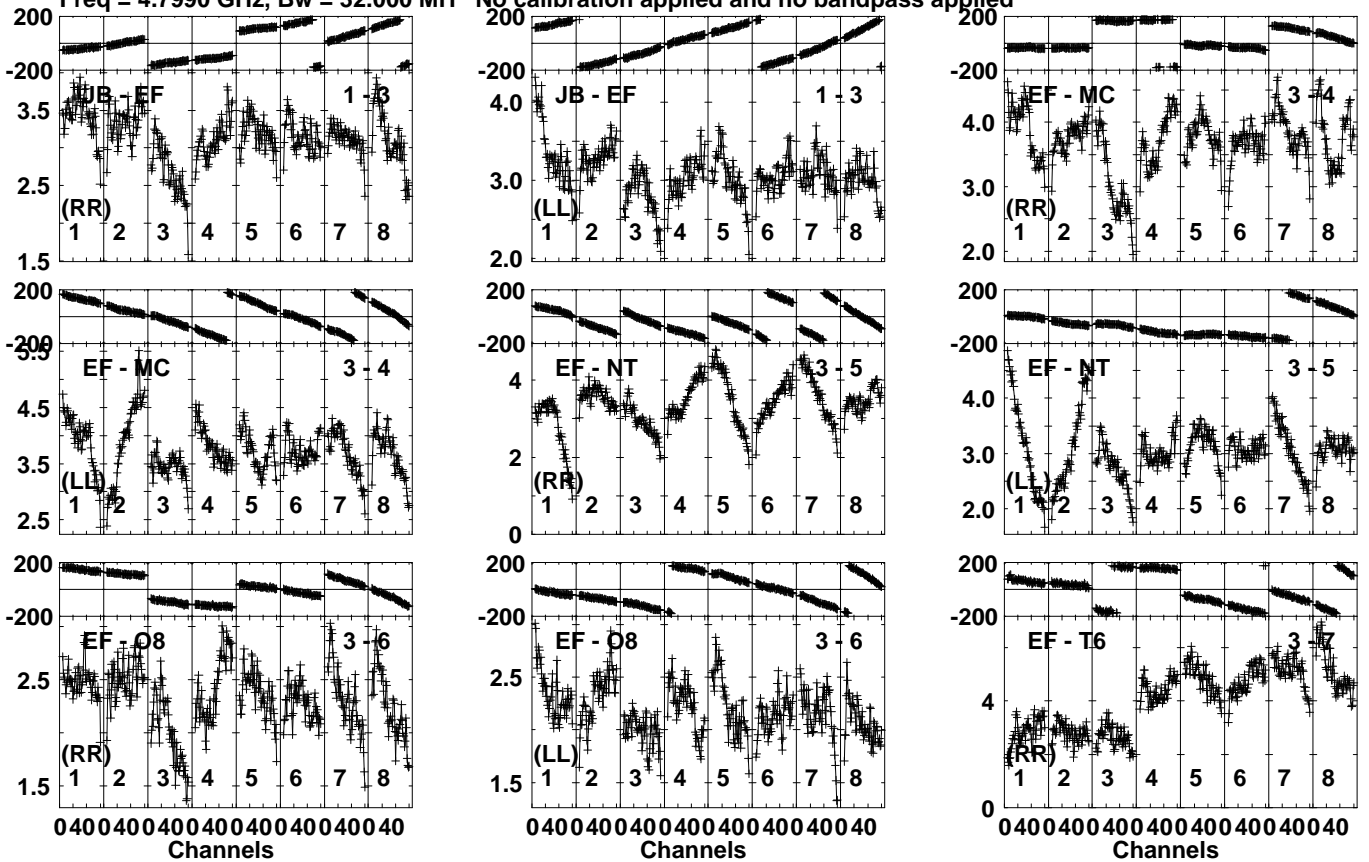 Freq = 4.7990 GHz, Bw = 32.000 MH No calibration applied and no bandpass applied
200 200 200
-200 -200 -200
JB - EF 1 - 3 JB - EF 1 - 3 EF - MC 3 - 4
3.5 4.0 4.0
2.5 3.0 3.0
(RR) (LL) (RR)
1 2 3 4 5 6 7 8 1 2 3 4 5 6 7 8 1 2 3 4 5 6 7 8
1.5 2.0 2.0
200 200 200
-200 -200 -200
5.5
EF - MC 3 - 4 EF - NT 3 - 5 EF - NT 3 - 5
4.5 4 4.0
3.5 2 3.0
(LL) (RR) (LL)
1 2 3 4 5 6 7 8 1 2 3 4 5 6 7 8 1 2 3 4 5 6 7 8
2.5 0 2.0
200 200 200
-200 -200 -200
EF - O8 3 - 6 EF - O8 3 - 6 EF - T6 3 - 7
2.5 2.5 4
(RR) (LL) (RR)
1 2 3 4 5 6 7 8 1 2 3 4 5 6 7 8 1 2 3 4 5 6 7 8
1.5 1.5 0
0 40 0 40 0 40 0 40 0 40 0 40 0 40 0 40 0 40 0 40 0 40 0 40 0 40 0 40 0 40 0 40 0 40 0 40 0 40 0 40 0 40 0 40 0 40 0 40
Channels Channels Channels